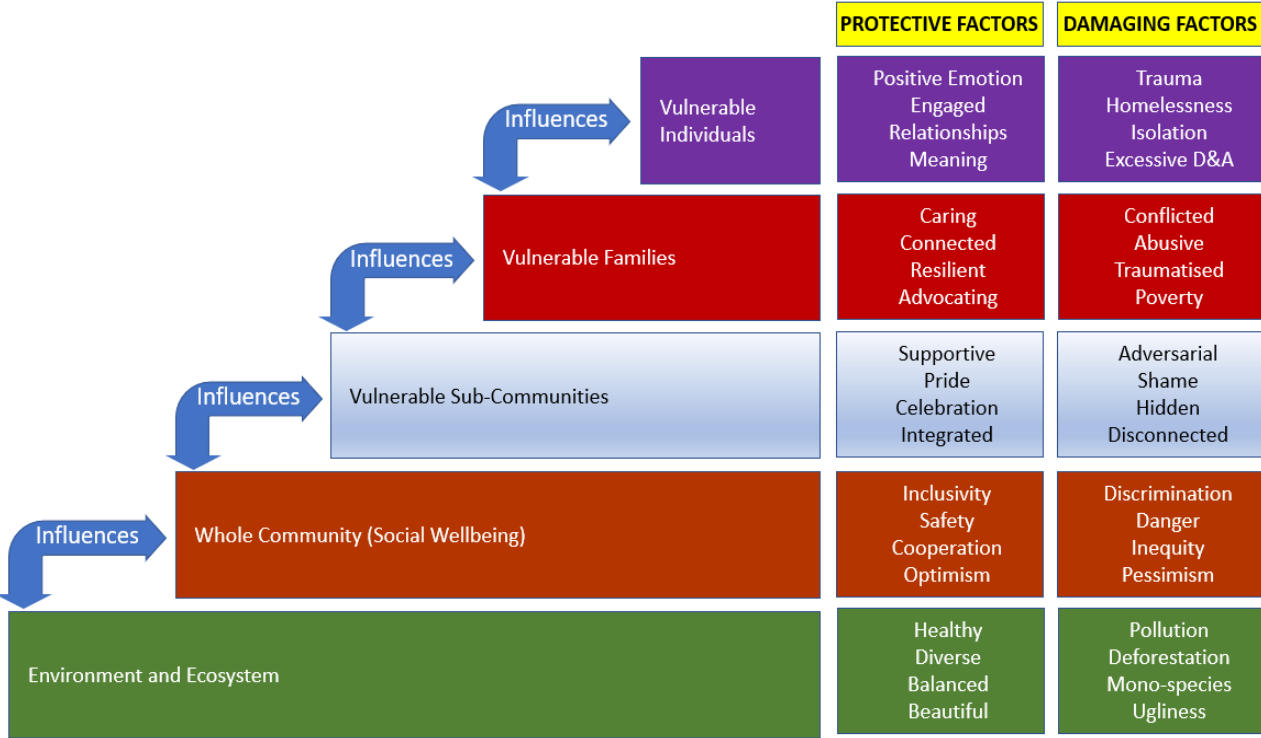 PROTECTIVE FACTORS
DAMAGING FACTORS
Influences
Vulnerable
Individuals
Positive Emotion
Engaged
Relationships
Meaning
Trauma
Homelessness
Isolation
Excessive D&A
Influences
Vulnerable Families
Caring
Connected
Resilient
Advocating
Conflicted
Abusive
Traumatised
Poverty
Influences
Vulnerable Sub-Communities
Supportive
Pride
Celebration
Integrated
Adversarial
Shame
Hidden
Disconnected
Influences
Whole Community (Social Wellbeing)
Inclusivity
Safety
Cooperation
Optimism
Discrimination
Danger
Inequity
Pessimism
Environment and Ecosystem
Healthy
Diverse
Balanced
Beautiful
Pollution
Deforestation
Mono-species
Ugliness